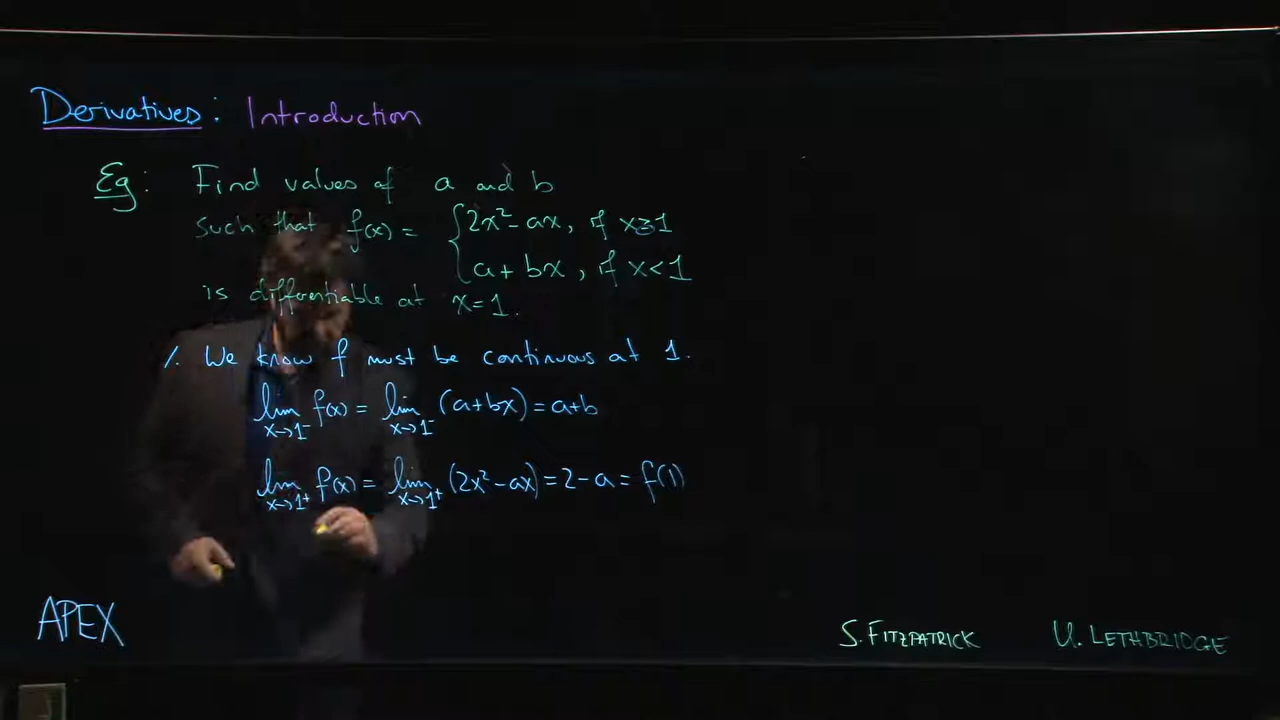 Derivatives: Introduction
Eg: Find values of a and b
such that f(x) = { 2x² - ax, if x≥1
a + bx, if x<1
is differentiable at x=1.
1. We know f must be continuous at 1.
lim x→1⁻ f(x) = lim x→1⁻ (a+bx) = a+b
lim x→1⁺ f(x) = lim x→1⁺ (2x²-ax) = 2-a = f(1)
APEX
S. FITZPATRICK U. LETHBRIDGE